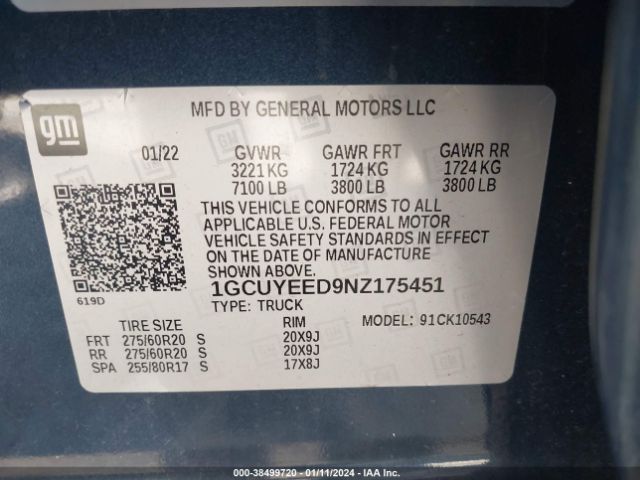 gm
MFD BY GENERAL MOTORS LLC
01/22 GVWR GAWR FRT GAWR RR
3221 KG 1724 KG 1724 KG
7100 LB 3800 LB 3800 LB
THIS VEHICLE CONFORMS TO ALL
APPLICABLE U.S. FEDERAL MOTOR
VEHICLE SAFETY STANDARDS IN EFFECT
ON THE DATE OF MANUFACTURE
SHOWN ABOVE.
619D
1GCUYEED9NZ175451
TYPE: TRUCK
TIRE SIZE RIM MODEL: 91CK10543
FRT 275/60R20 S 20X9J
RR 275/60R20 S 20X9J
SPA 255/80R17 S 17X8J
000-38499720 - 01/11/2024 - IAA Inc.